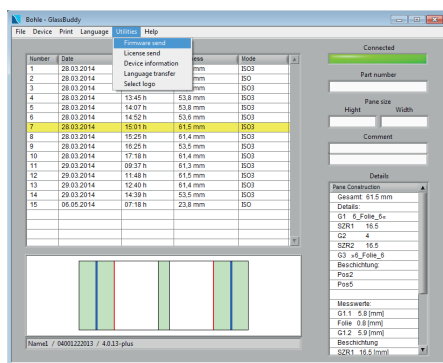 Bohle - GlassBuddy
File Device Print Language Utilities Help
Firmware send
License send
Device information
Language transfer
Select logo
Number Date Mode
1 28.03.2014 ISO3
2 28.03.2014 ISO3
3 28.03.2014 ISO3
4 28.03.2014 13:45 h 53,8 mm ISO3
5 28.03.2014 14:07 h 53,8 mm ISO3
6 28.03.2014 14:52 h 53,6 mm ISO3
7 28.03.2014 15:01 h 61,5 mm ISO3
8 28.03.2014 15:25 h 61,4 mm ISO3
9 28.03.2014 16:25 h 53,5 mm ISO3
10 28.03.2014 17:18 h 61,4 mm ISO3
11 29.03.2014 09:37 h 61,3 mm ISO3
12 29.03.2014 11:48 h 61,5 mm ISO3
13 29.03.2014 12:40 h 61,4 mm ISO3
14 29.03.2014 14:39 h 53,5 mm ISO3
15 06.05.2014 07:18 h 23,8 mm ISO
Name1 / 04001222013 / 4.0.13-plus
Connected
Part number
Pane size
Hight Width
Comment
Details
Pane Construction
Gesamt 61.5 mm
Details:
G1 6_Folie_6«
SZR1 16.5
G2 4
SZR2 16.5
G3 »6_Folie_6
Beschichtung:
Pos2
Pos5
Messwerte:
G1.1 5.8 [mm]
Folie 0.8 [mm]
G1.2 5.9 [mm]
Beschichtung
SZR1 16.5 [mm]